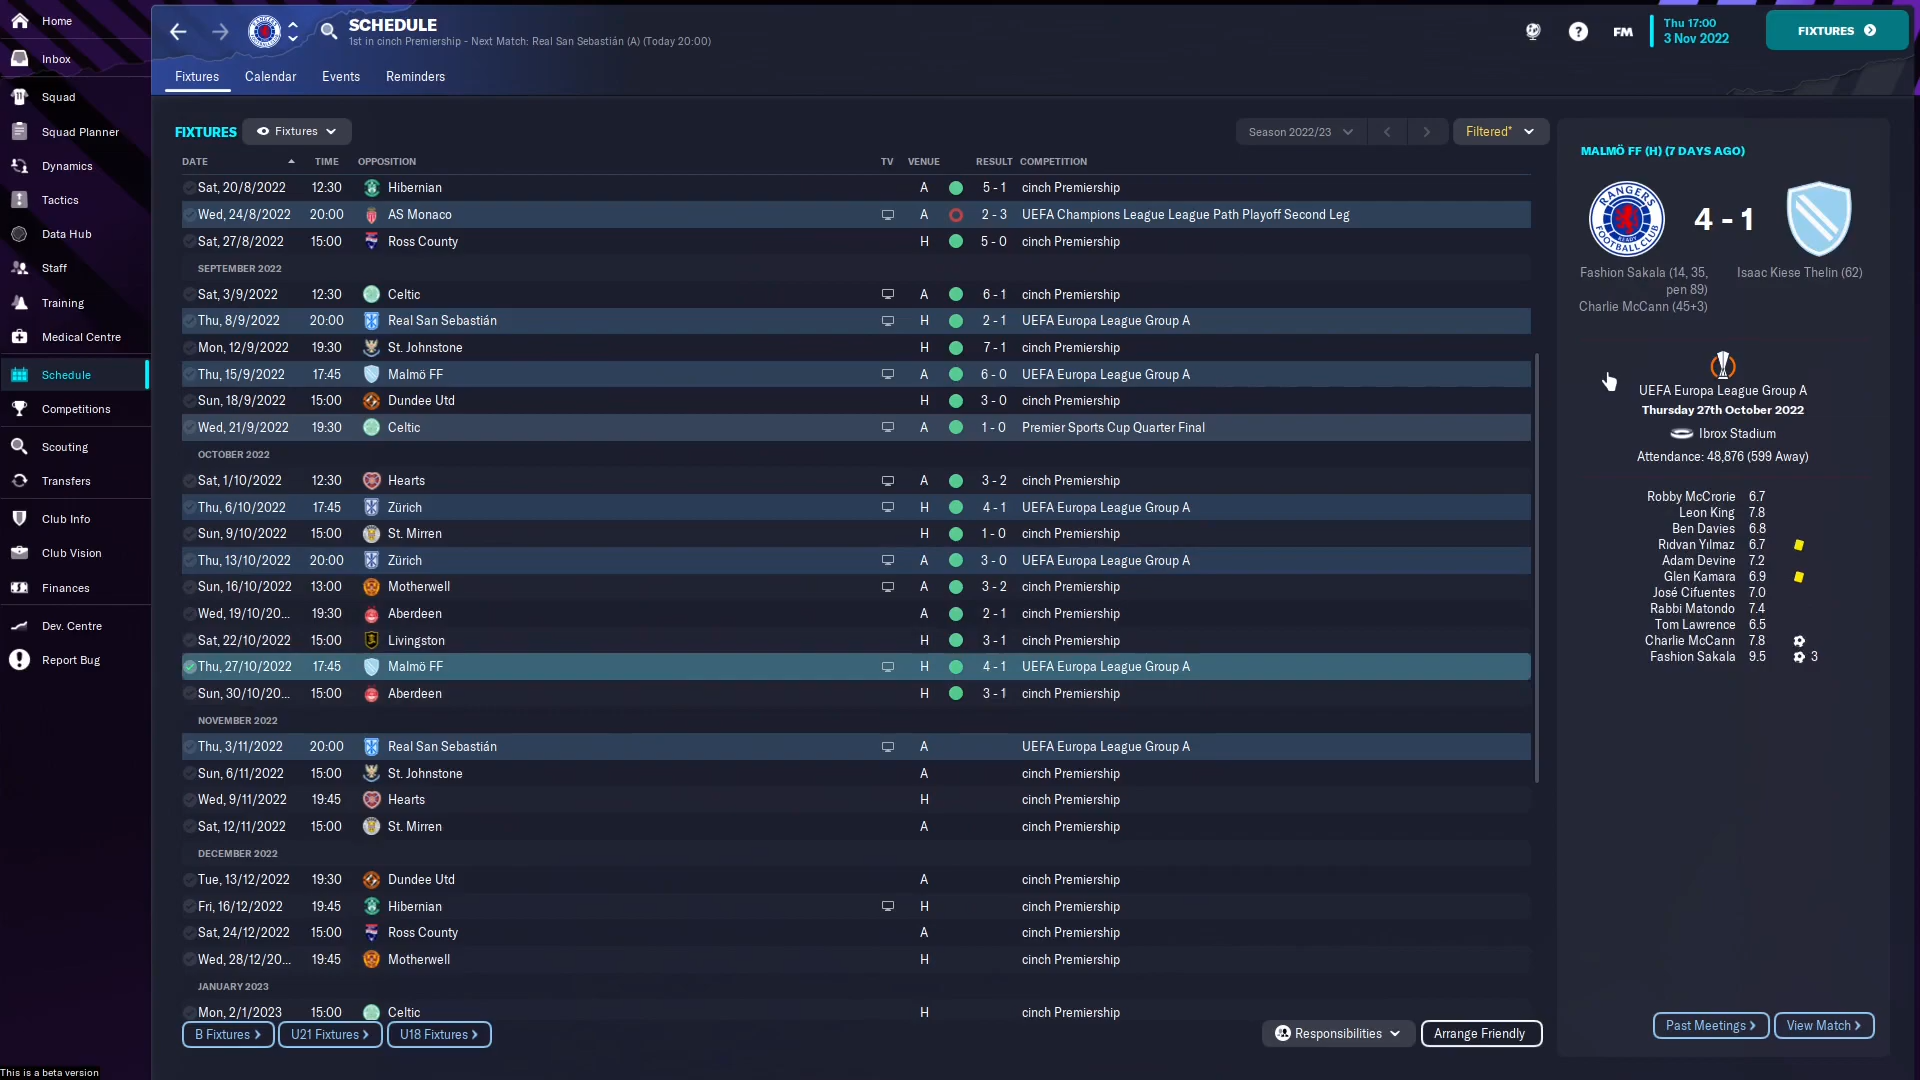 Home
Inbox
Squad
Squad Planner
Dynamics
Tactics
Data Hub
Staff
Training
Medical Centre
Schedule
Competitions
Scouting
Transfers
Club Info
Club Vision
Finances
Dev. Centre
Report Bug
This is a beta version
SCHEDULE
1st in cinch Premiership - Next Match: Real San Sebastián (A) (Today 20:00)
FM
Thu 17:00
3 Nov 2022
FIXTURES
Fixtures Calendar Events Reminders
FIXTURES Fixtures Season 2022/23 Filtered*
DATE TIME OPPOSITION TV VENUE RESULT COMPETITION
Sat, 20/8/2022 12:30 Hibernian A 5 - 1 cinch Premiership
Wed, 24/8/2022 20:00 AS Monaco A 2 - 3 UEFA Champions League League Path Playoff Second Leg
Sat, 27/8/2022 15:00 Ross County H 5 - 0 cinch Premiership
SEPTEMBER 2022
Sat, 3/9/2022 12:30 Celtic A 6 - 1 cinch Premiership
Thu, 8/9/2022 20:00 Real San Sebastián H 2 - 1 UEFA Europa League Group A
Mon, 12/9/2022 19:30 St. Johnstone H 7 - 1 cinch Premiership
Thu, 15/9/2022 17:45 Malmö FF A 6 - 0 UEFA Europa League Group A
Sun, 18/9/2022 15:00 Dundee Utd H 3 - 0 cinch Premiership
Wed, 21/9/2022 19:30 Celtic A 1 - 0 Premier Sports Cup Quarter Final
OCTOBER 2022
Sat, 1/10/2022 12:30 Hearts A 3 - 2 cinch Premiership
Thu, 6/10/2022 17:45 Zürich H 4 - 1 UEFA Europa League Group A
Sun, 9/10/2022 15:00 St. Mirren H 1 - 0 cinch Premiership
Thu, 13/10/2022 20:00 Zürich A 3 - 0 UEFA Europa League Group A
Sun, 16/10/2022 13:00 Motherwell A 3 - 2 cinch Premiership
Wed, 19/10/20... 19:30 Aberdeen A 2 - 1 cinch Premiership
Sat, 22/10/2022 15:00 Livingston H 3 - 1 cinch Premiership
Thu, 27/10/2022 17:45 Malmö FF H 4 - 1 UEFA Europa League Group A
Sun, 30/10/20... 15:00 Aberdeen H 3 - 1 cinch Premiership
NOVEMBER 2022
Thu, 3/11/2022 20:00 Real San Sebastián A UEFA Europa League Group A
Sun, 6/11/2022 15:00 St. Johnstone A cinch Premiership
Wed, 9/11/2022 19:45 Hearts H cinch Premiership
Sat, 12/11/2022 15:00 St. Mirren A cinch Premiership
DECEMBER 2022
Tue, 13/12/2022 19:30 Dundee Utd A cinch Premiership
Fri, 16/12/2022 19:45 Hibernian H cinch Premiership
Sat, 24/12/2022 15:00 Ross County A cinch Premiership
Wed, 28/12/20... 19:45 Motherwell H cinch Premiership
JANUARY 2023
Mon, 2/1/2023 15:00 Celtic H cinch Premiership
B Fixtures U21 Fixtures U18 Fixtures Responsibilities Arrange Friendly
MALMÖ FF (H) (7 DAYS AGO)
RANGERS
READY
FOOTBALL CLUB
4 - 1
Fashion Sakala (14, 35,
pen 89)
Charlie McCann (45+3)
Isaac Kiese Thelin (62)
UEFA Europa League Group A
Thursday 27th October 2022
Ibrox Stadium
Attendance: 48,876 (599 Away)
Robby McCrorie 6.7
Leon King 7.8
Ben Davies 6.8
Rıdvan Yılmaz 6.7
Adam Devine 7.2
Glen Kamara 6.9
José Cifuentes 7.0
Rabbi Matondo 7.4
Tom Lawrence 6.5
Charlie McCann 7.8
Fashion Sakala 9.5 3
Past Meetings View Match